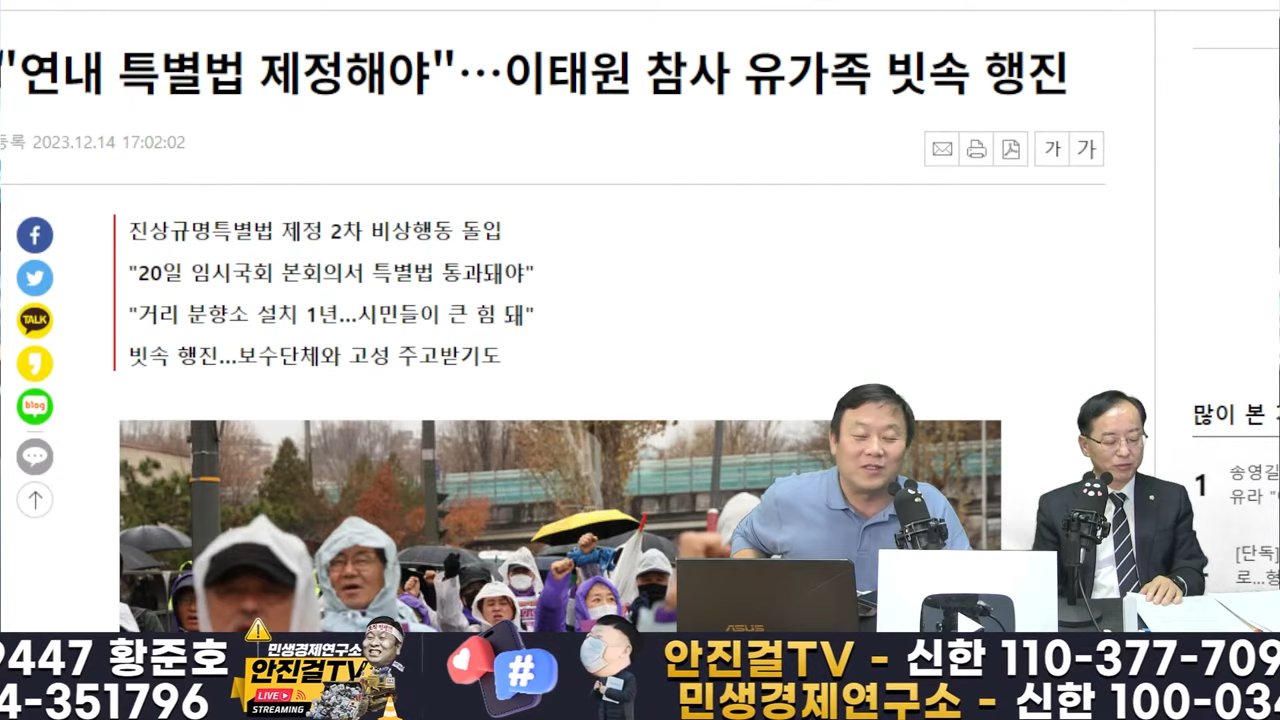 "연내 특별법 제정해야"…이태원 참사 유가족 빗속 행진
등록 2023.12.14 17:02:02
가 가
진상규명특별법 제정 2차 비상행동 돌입
"20일 임시국회 본회의서 특별법 통과돼야"
"거리 분향소 설치 1년...시민들이 큰 힘 돼"
빗속 행진...보수단체와 고성 주고받기도
TALK
blog
많이 본
1 송영길
유라 "
[단독]
로...형
ASUS
9447 황준호
4-351796
민생경제연구소
안진걸TV
LIVE
STREAMING
#
안진걸TV - 신한 110-377-709
민생경제연구소 - 신한 100-034